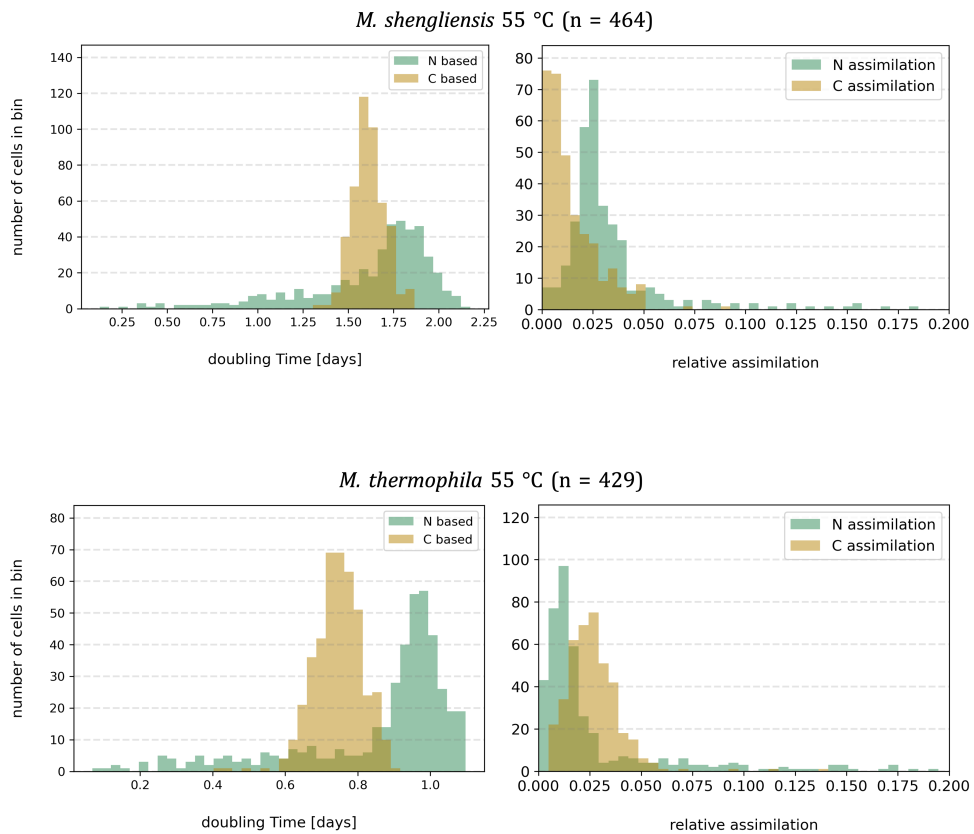 M. shengliensis 55 °C (n = 464)
number of cells in bin
140
120
100
80
60
40
20
0
N based
C based
0.25 0.50 0.75 1.00 1.25 1.50 1.75 2.00 2.25
doubling Time [days]
80
70
60
50
40
30
20
10
0
N assimilation
C assimilation
0.000 0.025 0.050 0.075 0.100 0.125 0.150 0.175 0.200
relative assimilation
M. thermophila 55 °C (n = 429)
number of cells in bin
80
70
60
50
40
30
20
10
0
N based
C based
0.2 0.4 0.6 0.8 1.0
doubling Time [days]
120
100
80
60
40
20
0
N assimilation
C assimilation
0.000 0.025 0.050 0.075 0.100 0.125 0.150 0.175 0.200
relative assimilation